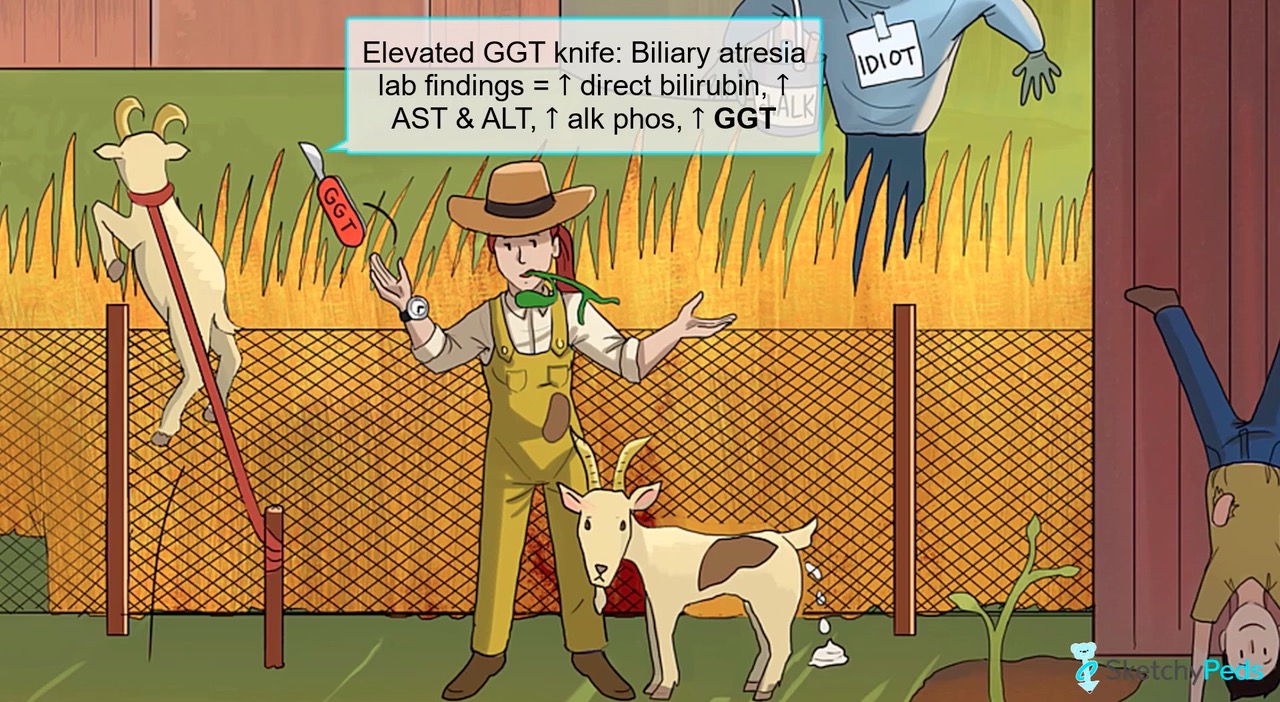 Elevated GGT knife: Biliary atresia
lab findings = ↑ direct bilirubin, ↑
AST & ALT, ↑ alk phos, ↑ GGT
IDIOT
ALK
GGT
SketchyPeds